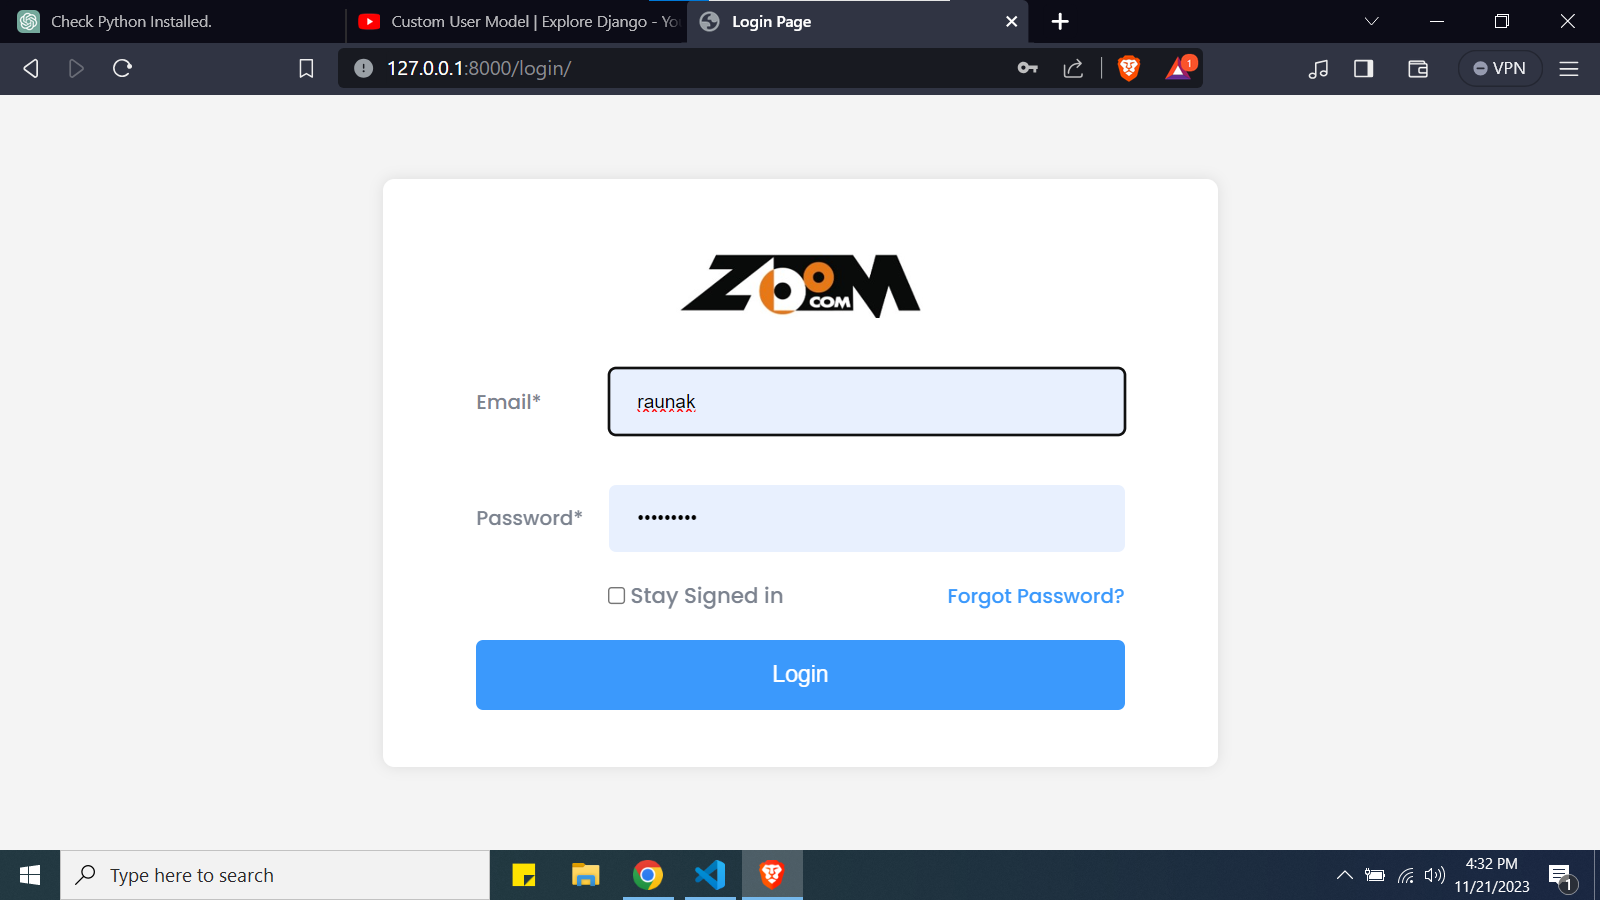 Check Python Installed.
Custom User Model | Explore Django - Yo
Login Page
127.0.0.1:8000/login/
1
VPN
ZOOM
COM
Email*
raunak
Password*
•••••••••
Stay Signed in
Forgot Password?
Login
Type here to search
4:32 PM
11/21/2023
1